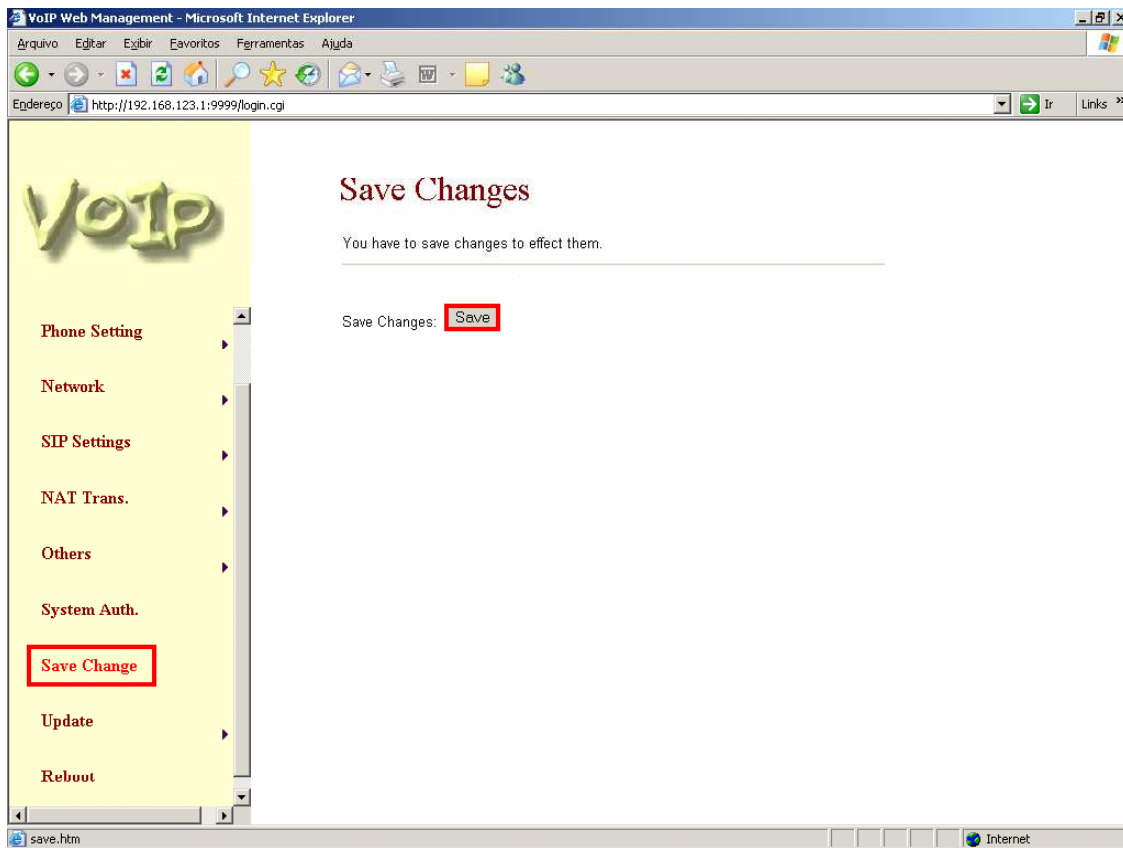 VoIP Web Management - Microsoft Internet Explorer
Arquivo Editar Exibir Favoritos Ferramentas Ajuda
Endereço http://192.168.123.1:9999/login.cgi Ir Links »
VoIP
Save Changes
You have to save changes to effect them.
Save Changes: Save
Phone Setting
Network
SIP Settings
NAT Trans.
Others
System Auth.
Save Change
Update
Reboot
save.htm Internet